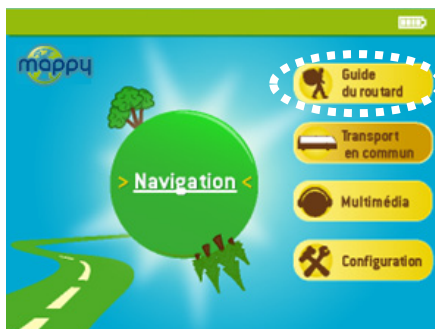 mappy
Guide
du routard
Transport
en commun
> Navigation <
Multimédia
Configuration